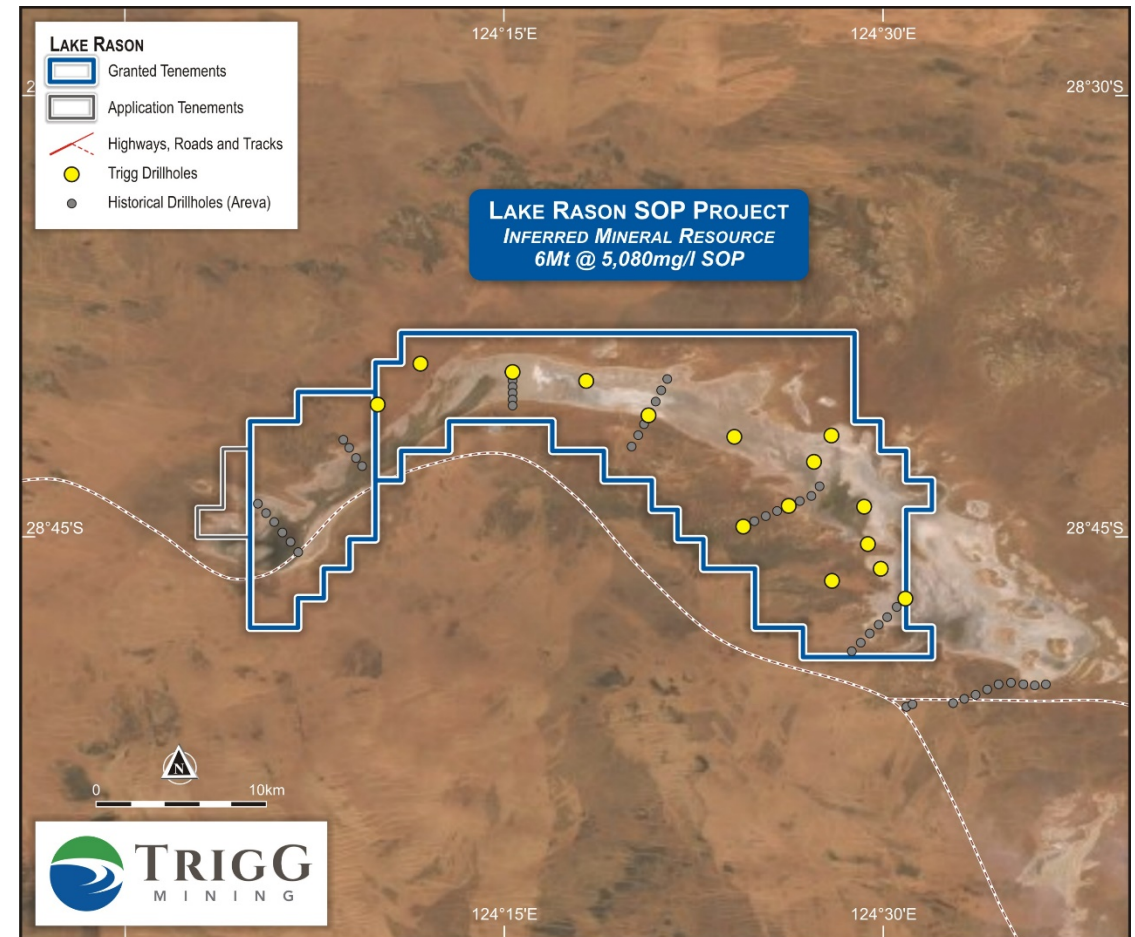 LAKE RASON
Granted Tenements
Application Tenements
Highways, Roads and Tracks
Trigg Drillholes
Historical Drillholes (Areva)
124°15'E
124°30'E
2
28°30'S
LAKE RASON SOP PROJECT
INFERRED MINERAL RESOURCE
6Mt @ 5,080mg/l SOP
28°45'S
28°45'S
N
0
10km
TRIGG
MINING
124°15'E
124°30'E